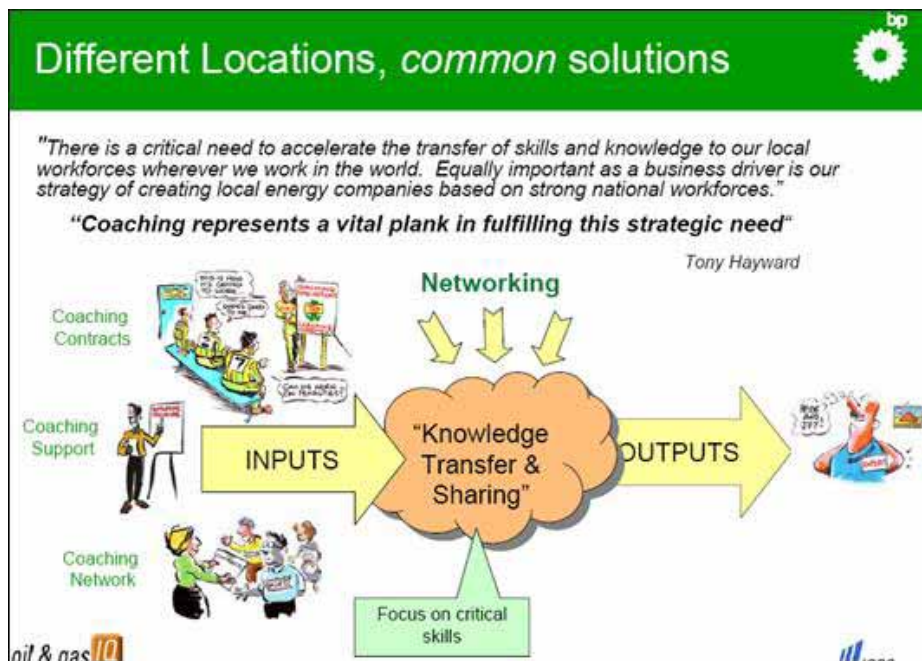 bp
Different Locations, common solutions
"There is a critical need to accelerate the transfer of skills and knowledge to our local
workforces wherever we work in the world. Equally important as a business driver is our
strategy of creating local energy companies based on strong national workforces."
"Coaching represents a vital plank in fulfilling this strategic need"
Tony Hayward
Networking
Coaching
Contracts
Coaching
Support
INPUTS
"Knowledge
Transfer &
Sharing"
OUTPUTS
Coaching
Network
Focus on critical
skills
oil & gas IQ